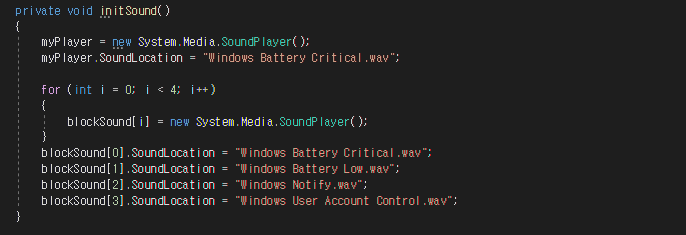 private void initSound()
{
myPlayer = new System.Media.SoundPlayer();
myPlayer.SoundLocation = "Windows Battery Critical.wav";
for (int i = 0; i < 4; i++)
{
blockSound[i] = new System.Media.SoundPlayer();
}
blockSound[0].SoundLocation = "Windows Battery Critical.wav";
blockSound[1].SoundLocation = "Windows Battery Low.wav";
blockSound[2].SoundLocation = "Windows Notify.wav";
blockSound[3].SoundLocation = "Windows User Account Control.wav";
}